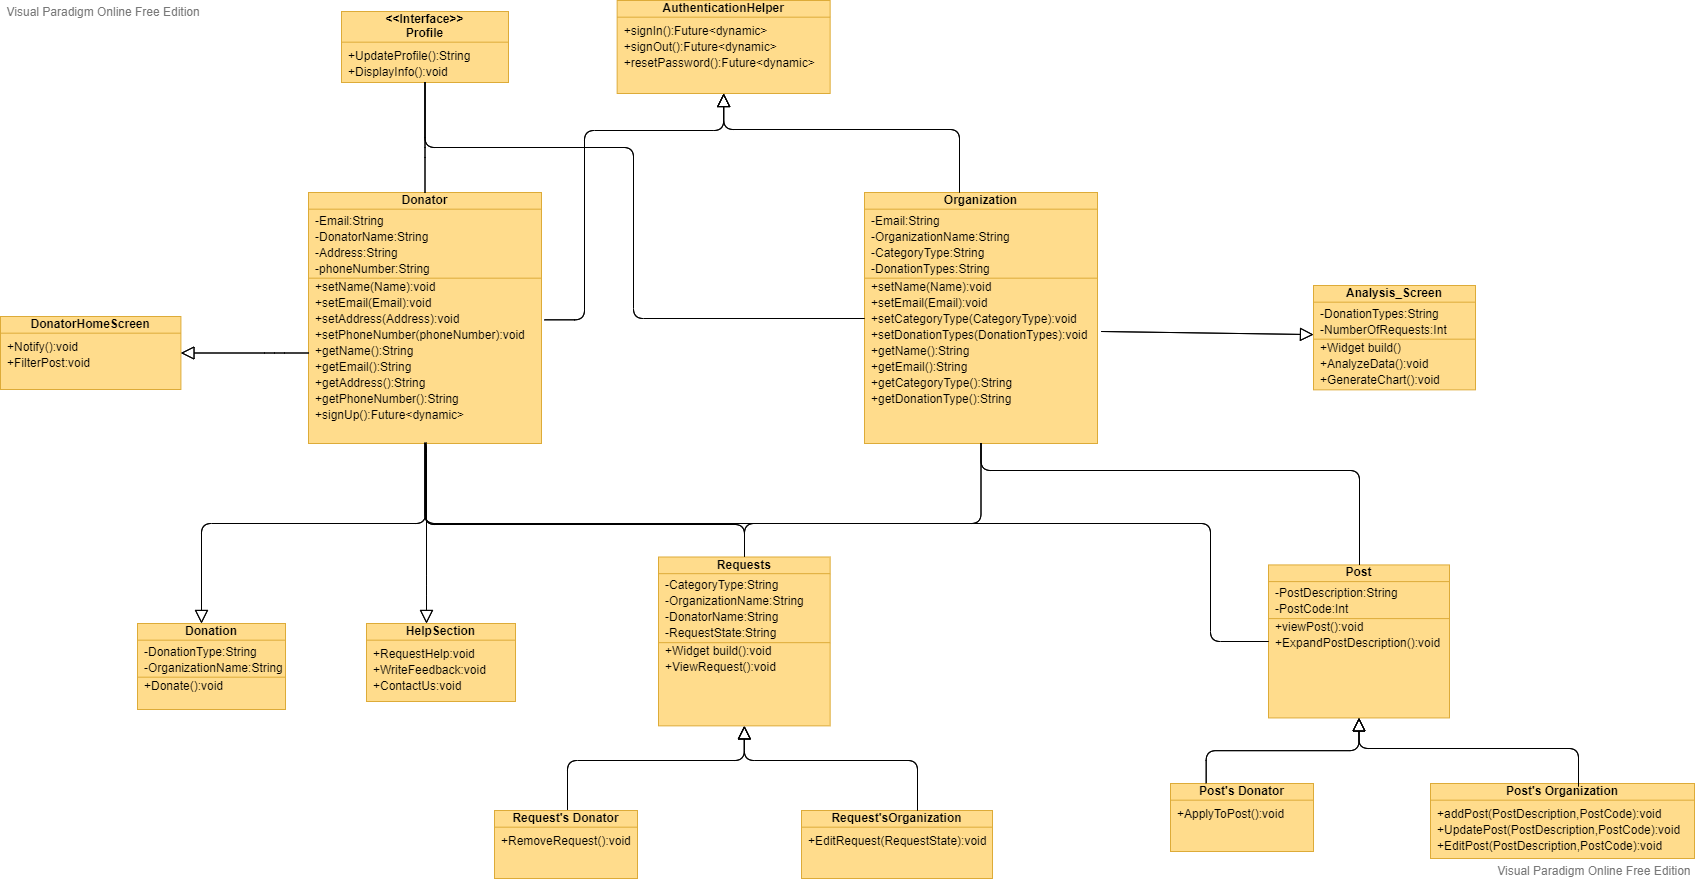 Visual Paradigm Online Free Edition
<<Interface>>
Profile
+UpdateProfile():String
+DisplayInfo():void
AuthenticationHelper
+signIn():Future<dynamic>
+signOut():Future<dynamic>
+resetPassword():Future<dynamic>
Donator
-Email:String
-DonatorName:String
-Address:String
-phoneNumber:String
+setName(Name):void
+setEmail(Email):void
+setAddress(Address):void
+setPhoneNumber(phoneNumber):void
+getName():String
+getEmail():String
+getAddress():String
+getPhoneNumber():String
+signUp():Future<dynamic>
Organization
-Email:String
-OrganizationName:String
-CategoryType:String
-DonationTypes:String
+setName(Name):void
+setEmail(Email):void
+setCategoryType(CategoryType):void
+setDonationTypes(DonationTypes):void
+getName():String
+getEmail():String
+getCategoryType():String
+getDonationType():String
Analysis_Screen
-DonationTypes:String
-NumberOfRequests:Int
+Widget build()
+AnalyzeData():void
+GenerateChart():void
DonatorHomeScreen
+Notify():void
+FilterPost:void
Donation
-DonationType:String
-OrganizationName:String
+Donate():void
HelpSection
+RequestHelp:void
+WriteFeedback:void
+ContactUs:void
Requests
-CategoryType:String
-OrganizationName:String
-DonatorName:String
-RequestState:String
+Widget build():void
+ViewRequest():void
Post
-PostDescription:String
-PostCode:Int
+viewPost():void
+ExpandPostDescription():void
Request's Donator
+RemoveRequest():void
Request'sOrganization
+EditRequest(RequestState):void
Post's Donator
+ApplyToPost():void
Post's Organization
+addPost(PostDescription,PostCode):void
+UpdatePost(PostDescription,PostCode):void
+EditPost(PostDescription,PostCode):void
Visual Paradigm Online Free Edition